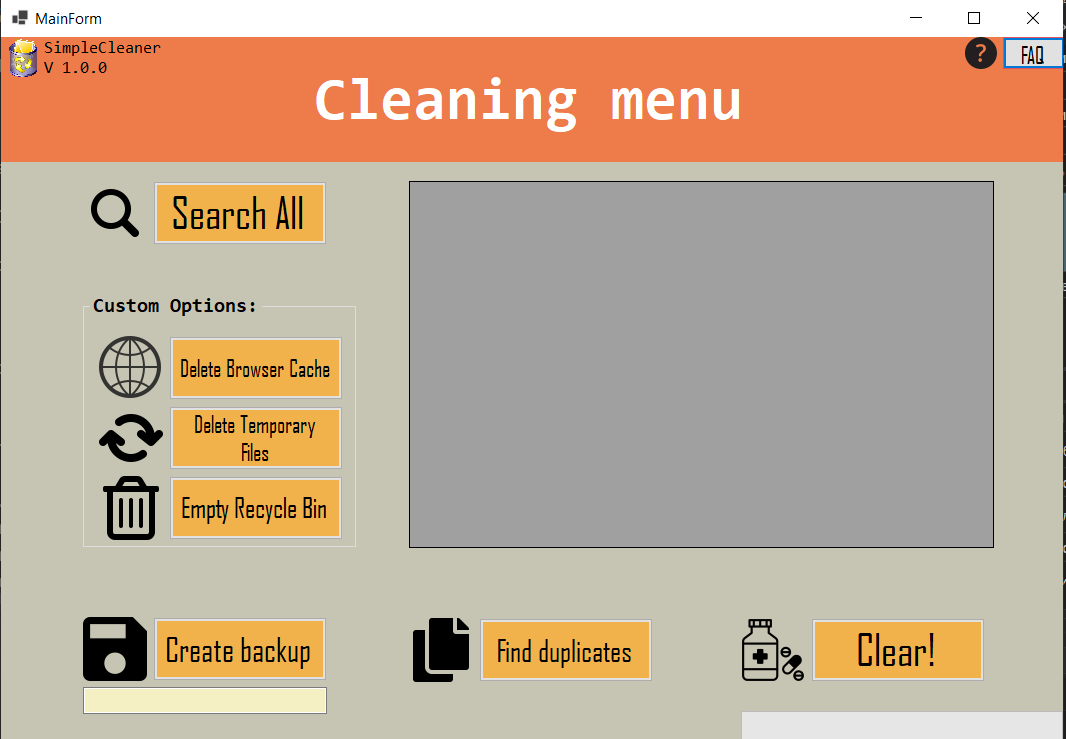 MainForm
SimpleCleaner
V 1.0.0
?
FAQ
Cleaning menu
Search All
Custom Options:
Delete Browser Cache
Delete Temporary
Files
Empty Recycle Bin
Create backup
Find duplicates
Clear!